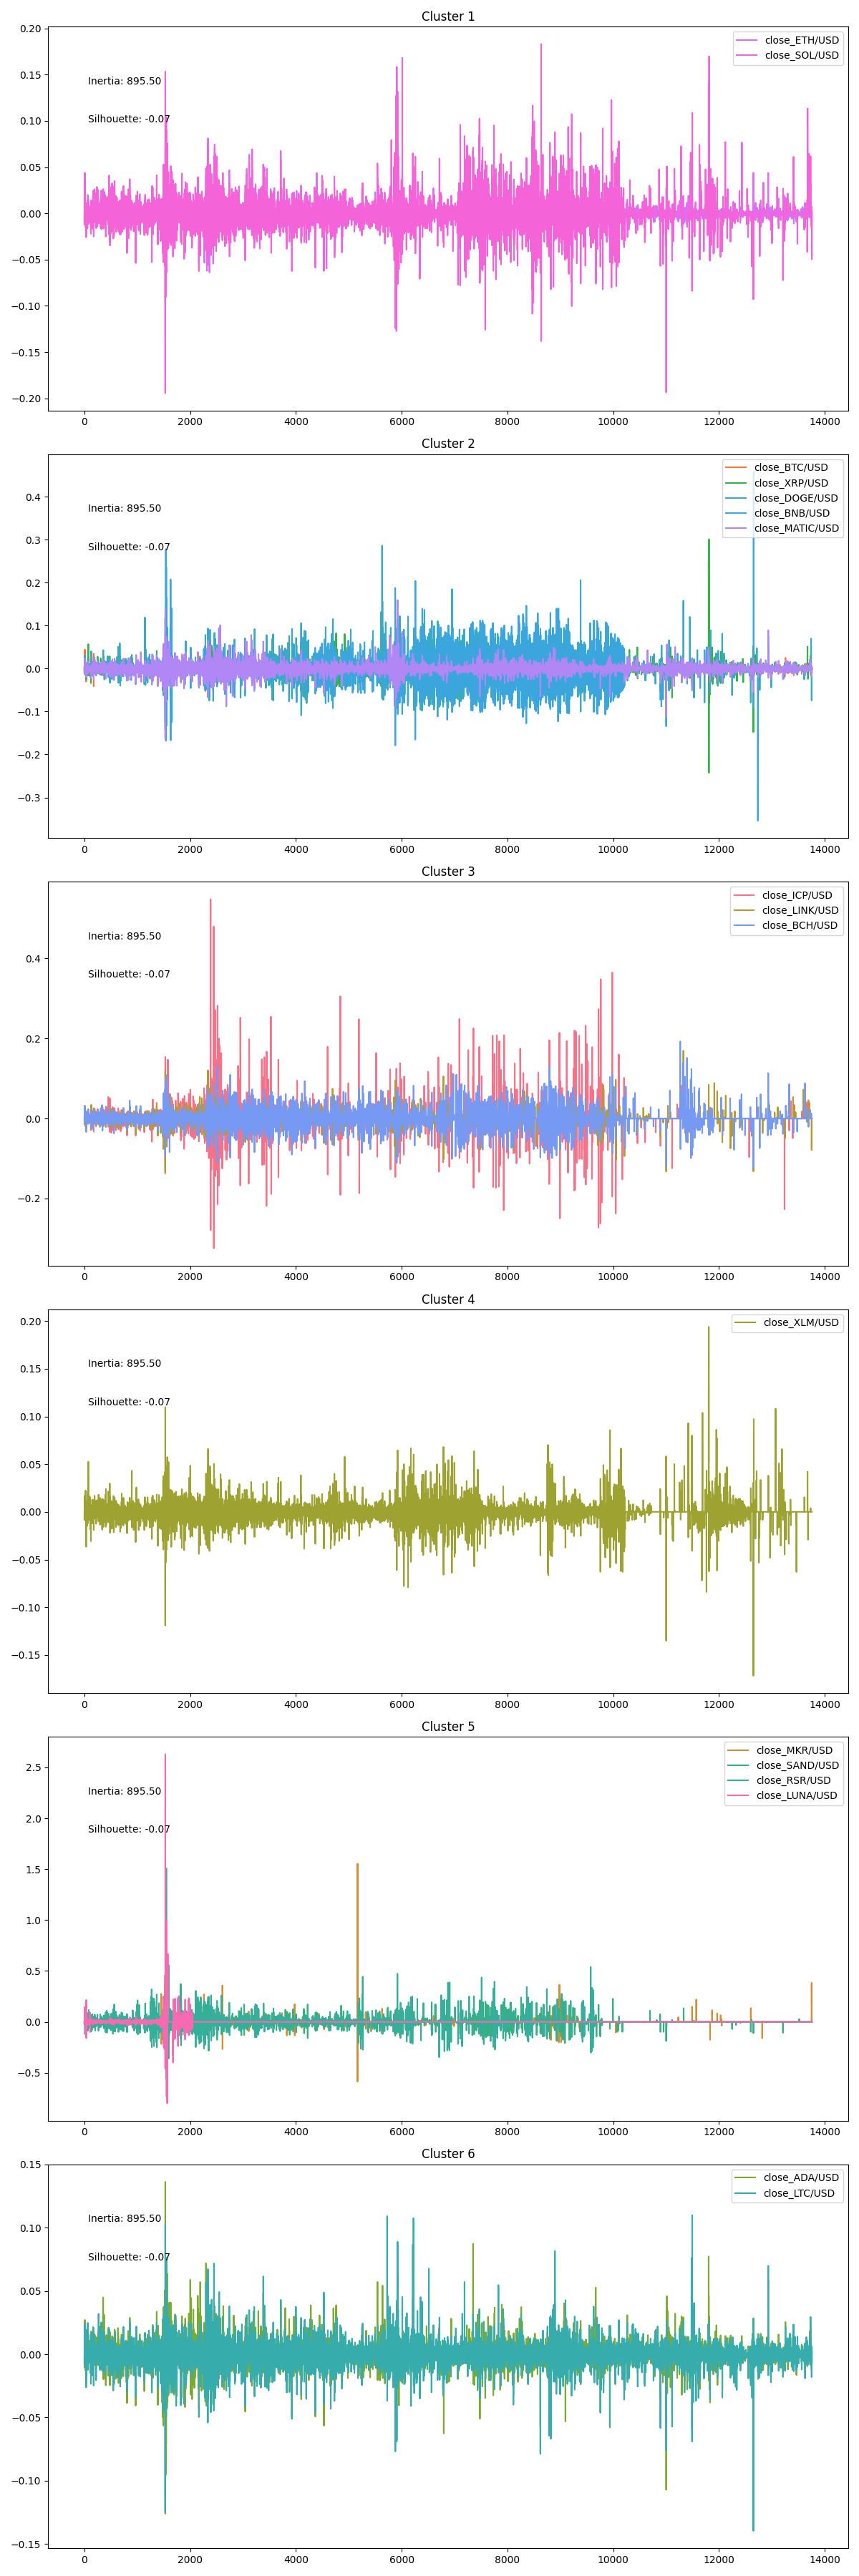 Cluster 1
close_ETH/USD
close_SOL/USD
Inertia: 895.50
Silhouette: -0.07
0.20
0.15
0.10
0.05
0.00
−0.05
−0.10
−0.15
−0.20
0 2000 4000 6000 8000 10000 12000 14000
Cluster 2
close_BTC/USD
close_XRP/USD
close_DOGE/USD
close_BNB/USD
close_MATIC/USD
Inertia: 895.50
Silhouette: -0.07
0.4
0.3
0.2
0.1
0.0
−0.1
−0.2
−0.3
0 2000 4000 6000 8000 10000 12000 14000
Cluster 3
close_ICP/USD
close_LINK/USD
close_BCH/USD
Inertia: 895.50
Silhouette: -0.07
0.4
0.2
0.0
−0.2
0 2000 4000 6000 8000 10000 12000 14000
Cluster 4
close_XLM/USD
Inertia: 895.50
Silhouette: -0.07
0.20
0.15
0.10
0.05
0.00
−0.05
−0.10
−0.15
0 2000 4000 6000 8000 10000 12000 14000
Cluster 5
close_MKR/USD
close_SAND/USD
close_RSR/USD
close_LUNA/USD
Inertia: 895.50
Silhouette: -0.07
2.5
2.0
1.5
1.0
0.5
0.0
−0.5
0 2000 4000 6000 8000 10000 12000 14000
Cluster 6
close_ADA/USD
close_LTC/USD
Inertia: 895.50
Silhouette: -0.07
0.15
0.10
0.05
0.00
−0.05
−0.10
−0.15
0 2000 4000 6000 8000 10000 12000 14000